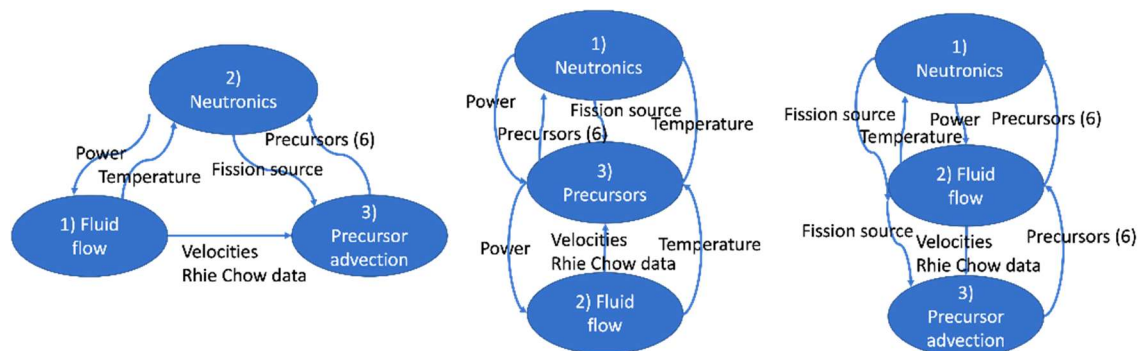 2)
Neutronics
Power
Temperature
Precursors (6)
Fission source
1) Fluid
flow
Velocities
Rhie Chow data
3)
Precursor
advection
1)
Neutronics
Power
Fission source
Precursors (6)
Temperature
3)
Precursors
Power
Velocities
Rhie Chow data
Temperature
2) Fluid
flow
1)
Neutronics
Fission source
Power
Precursors (6)
Temperature
2) Fluid
flow
Fission source
Velocities
Rhie Chow data
Precursors (6)
3)
Precursor
advection